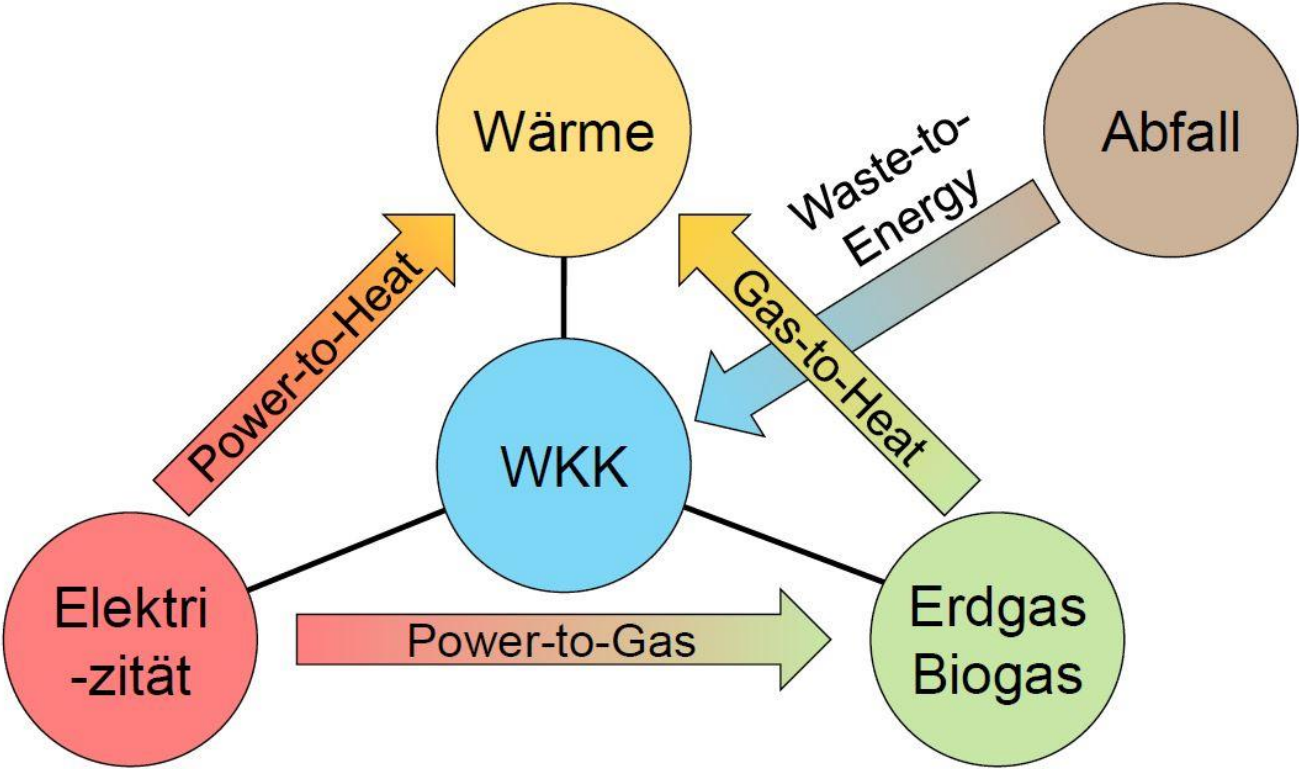 Wärme
Abfall
Waste-to-
Energy
Power-to-Heat
Gas-to-Heat
WKK
Elektri
-zität
Power-to-Gas
Erdgas
Biogas